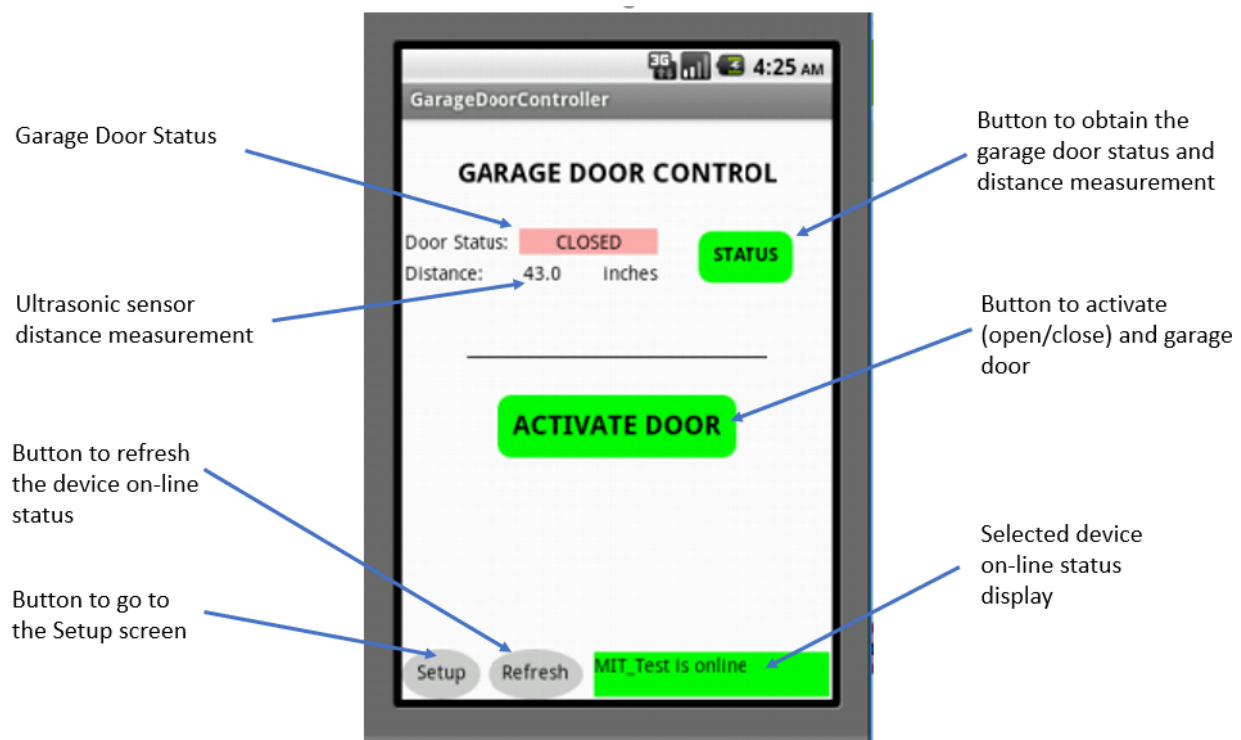 3G 4:25 AM
GarageDoorController
GARAGE DOOR CONTROL
Door Status: CLOSED
Distance: 43.0 inches
STATUS
ACTIVATE DOOR
Setup
Refresh
MIT_Test is online
Garage Door Status
Ultrasonic sensor
distance measurement
Button to refresh
the device on-line
status
Button to go to
the Setup screen
Button to obtain the
garage door status and
distance measurement
Button to activate
(open/close) and garage
door
Selected device
on-line status
display